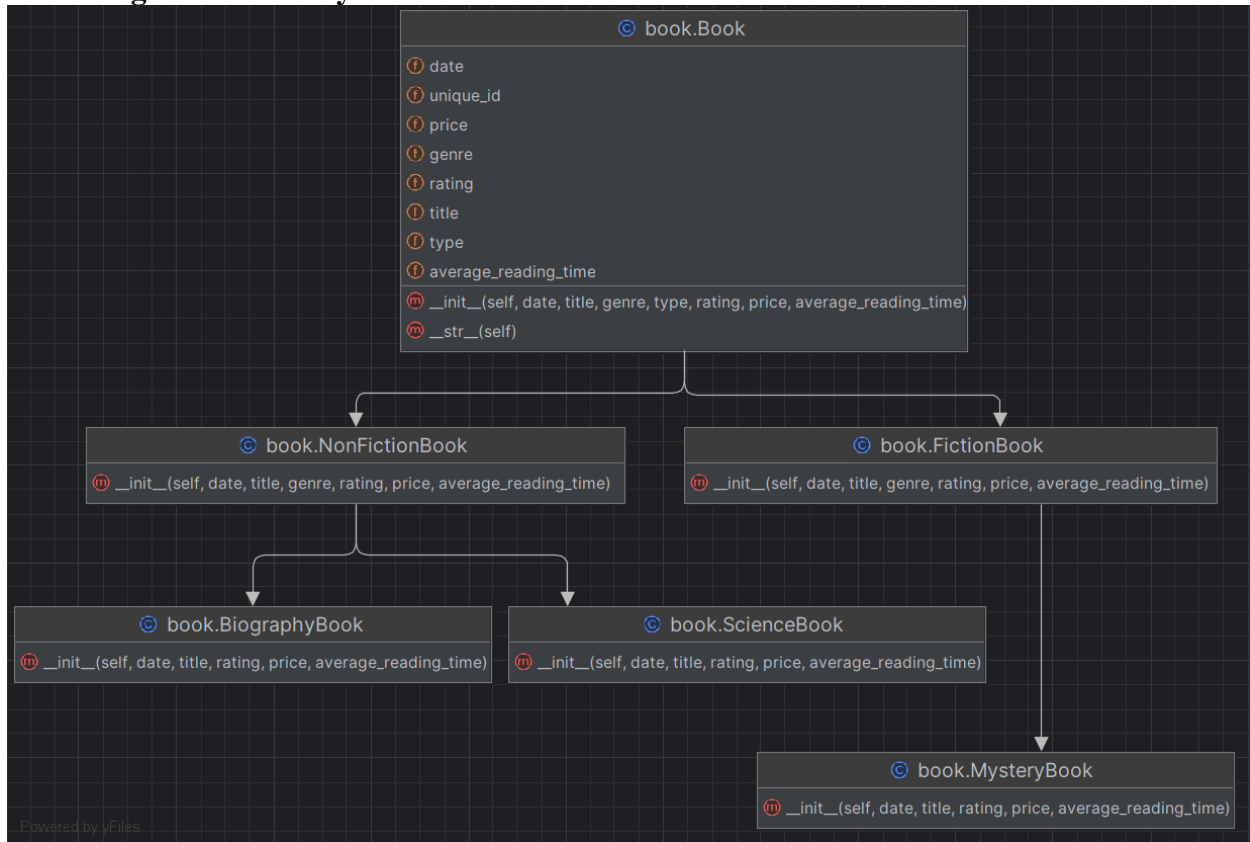 book.Book
date
unique_id
price
genre
rating
title
type
average_reading_time
__init__(self, date, title, genre, type, rating, price, average_reading_time)
__str__(self)
book.NonFictionBook
__init__(self, date, title, genre, rating, price, average_reading_time)
book.FictionBook
__init__(self, date, title, genre, rating, price, average_reading_time)
book.BiographyBook
__init__(self, date, title, rating, price, average_reading_time)
book.ScienceBook
__init__(self, date, title, rating, price, average_reading_time)
book.MysteryBook
__init__(self, date, title, rating, price, average_reading_time)
Powered by yFiles